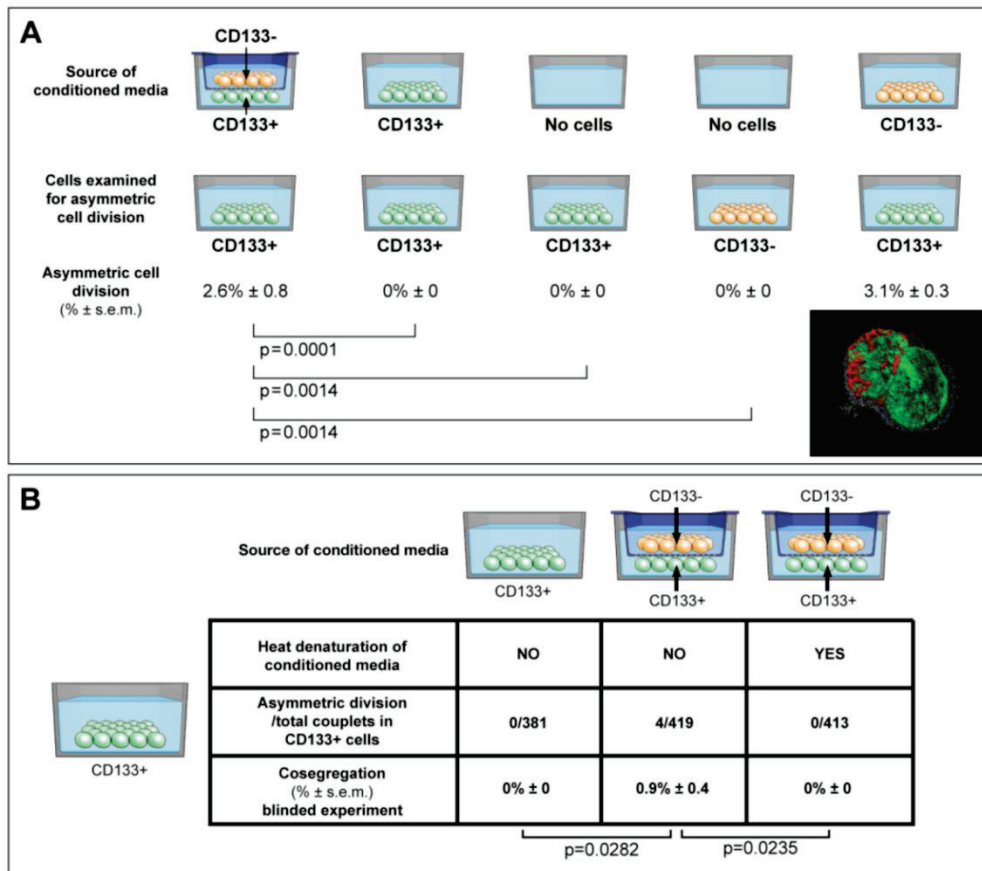 A
CD133-
Source of
conditioned media
CD133+
CD133+
No cells
No cells
CD133-
Cells examined
for asymmetric
cell division
CD133+
CD133+
CD133+
CD133-
CD133+
Asymmetric cell
division
(% ± s.e.m.)
2.6% ± 0.8
0% ± 0
0% ± 0
0% ± 0
3.1% ± 0.3
p=0.0001
p=0.0014
p=0.0014
B
CD133-
CD133-
Source of conditioned media
CD133+
CD133+
CD133+
Heat denaturation of
conditioned media
NO
NO
YES
Asymmetric division
/total couplets in
CD133+ cells
0/381
4/419
0/413
CD133+
Cosegregation
(% ± s.e.m.)
blinded experiment
0% ± 0
0.9% ± 0.4
0% ± 0
p=0.0282
p=0.0235